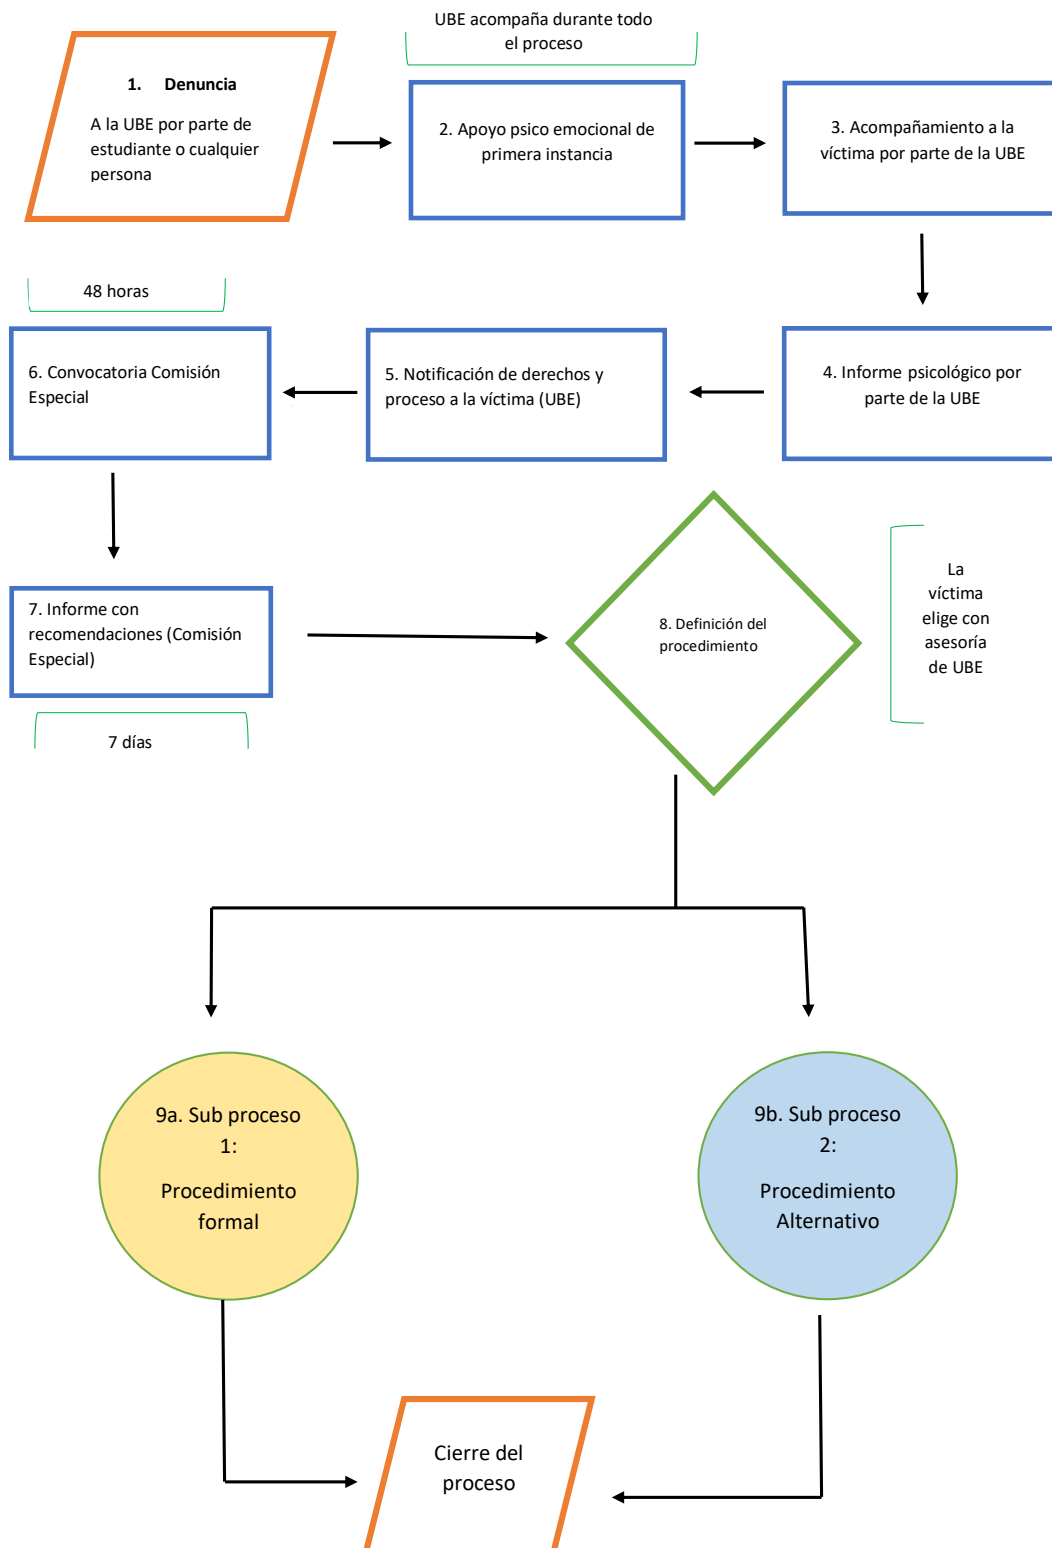 UBE acompaña durante todo
el proceso
1. Denuncia
A la UBE por parte de
estudiante o cualquier
persona
2. Apoyo psico emocional de
primera instancia
3. Acompañamiento a la
víctima por parte de la UBE
48 horas
6. Convocatoria Comisión
Especial
5. Notificación de derechos y
proceso a la víctima (UBE)
4. Informe psicológico por
parte de la UBE
7. Informe con
recomendaciones (Comisión
Especial)
7 días
8. Definición del
procedimiento
La
víctima
elige con
asesoría
de UBE
9a. Sub proceso
1:
Procedimiento
formal
9b. Sub proceso
2:
Procedimiento
Alternativo
Cierre del
proceso